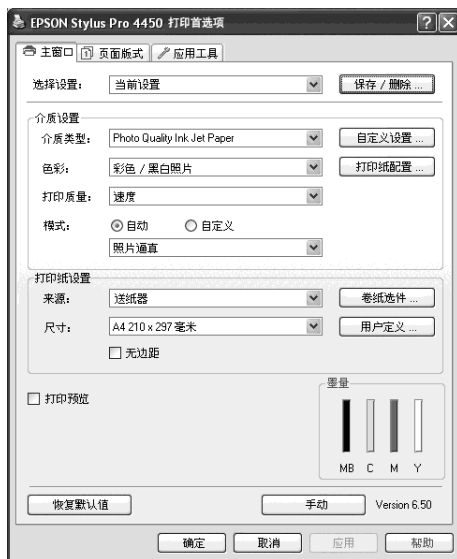 EPSON Stylus Pro 4450 打印首选项
主窗口 页面版式 应用工具
选择设置： 当前设置 保存 / 删除 ...
介质设置
介质类型： Photo Quality Ink Jet Paper 自定义设置 ...
色彩： 彩色 / 黑白照片 打印纸配置 ...
打印质量： 速度
模式： 自动 自定义
照片逼真
打印纸设置
来源： 送纸器 卷纸选件 ...
尺寸： A4 210 x 297 毫米 用户定义 ...
无边距
打印预览
墨量
MB C M Y
恢复默认值 手动 Version 6.50
确定 取消 应用 帮助